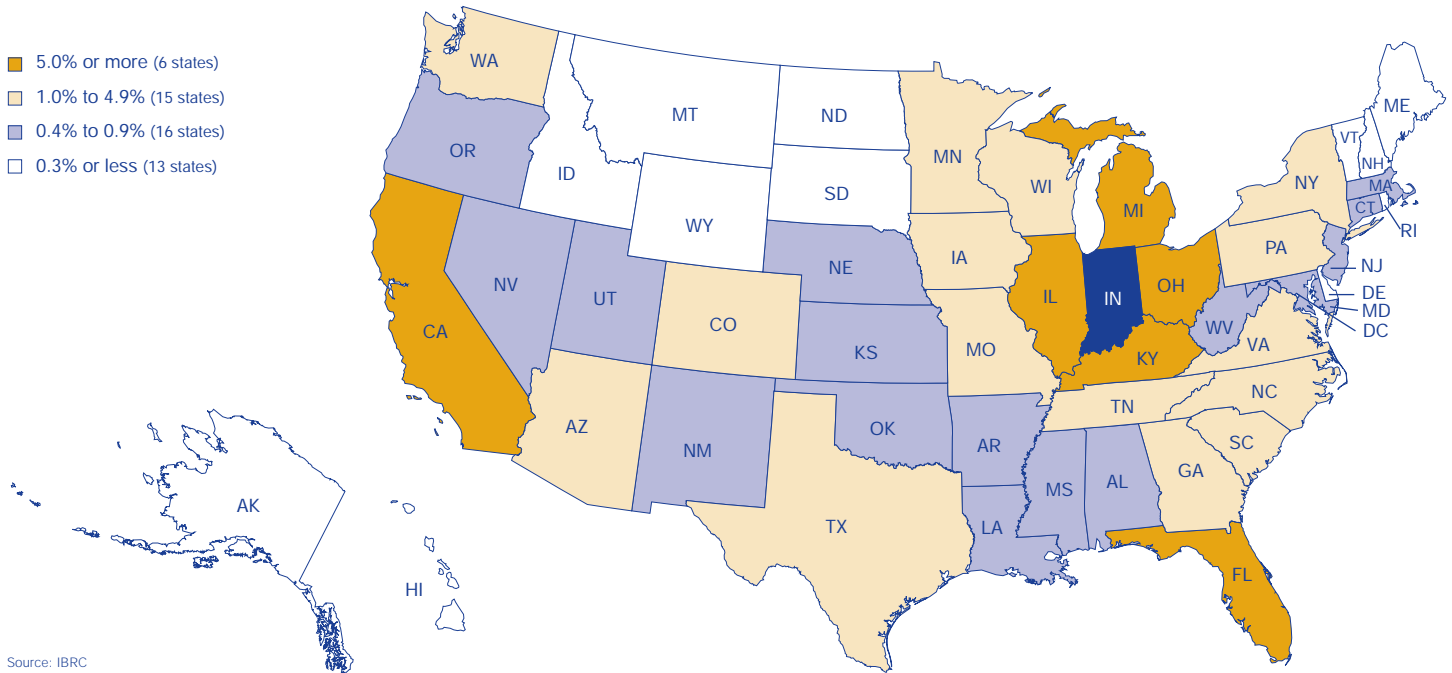 5.0% or more (6 states)
1.0% to 4.9% (15 states)
0.4% to 0.9% (16 states)
0.3% or less (13 states)
WA
MT
ND
MN
ME
VT
NH
OR
ID
SD
WI
MI
NY
MA
CT
RI
WY
IA
PA
NJ
NE
IL
IN
OH
DE
MD
DC
NV
UT
CO
KS
MO
KY
WV
VA
CA
AZ
NM
OK
AR
TN
NC
SC
MS
AL
GA
TX
LA
FL
AK
HI
Source: IBRC